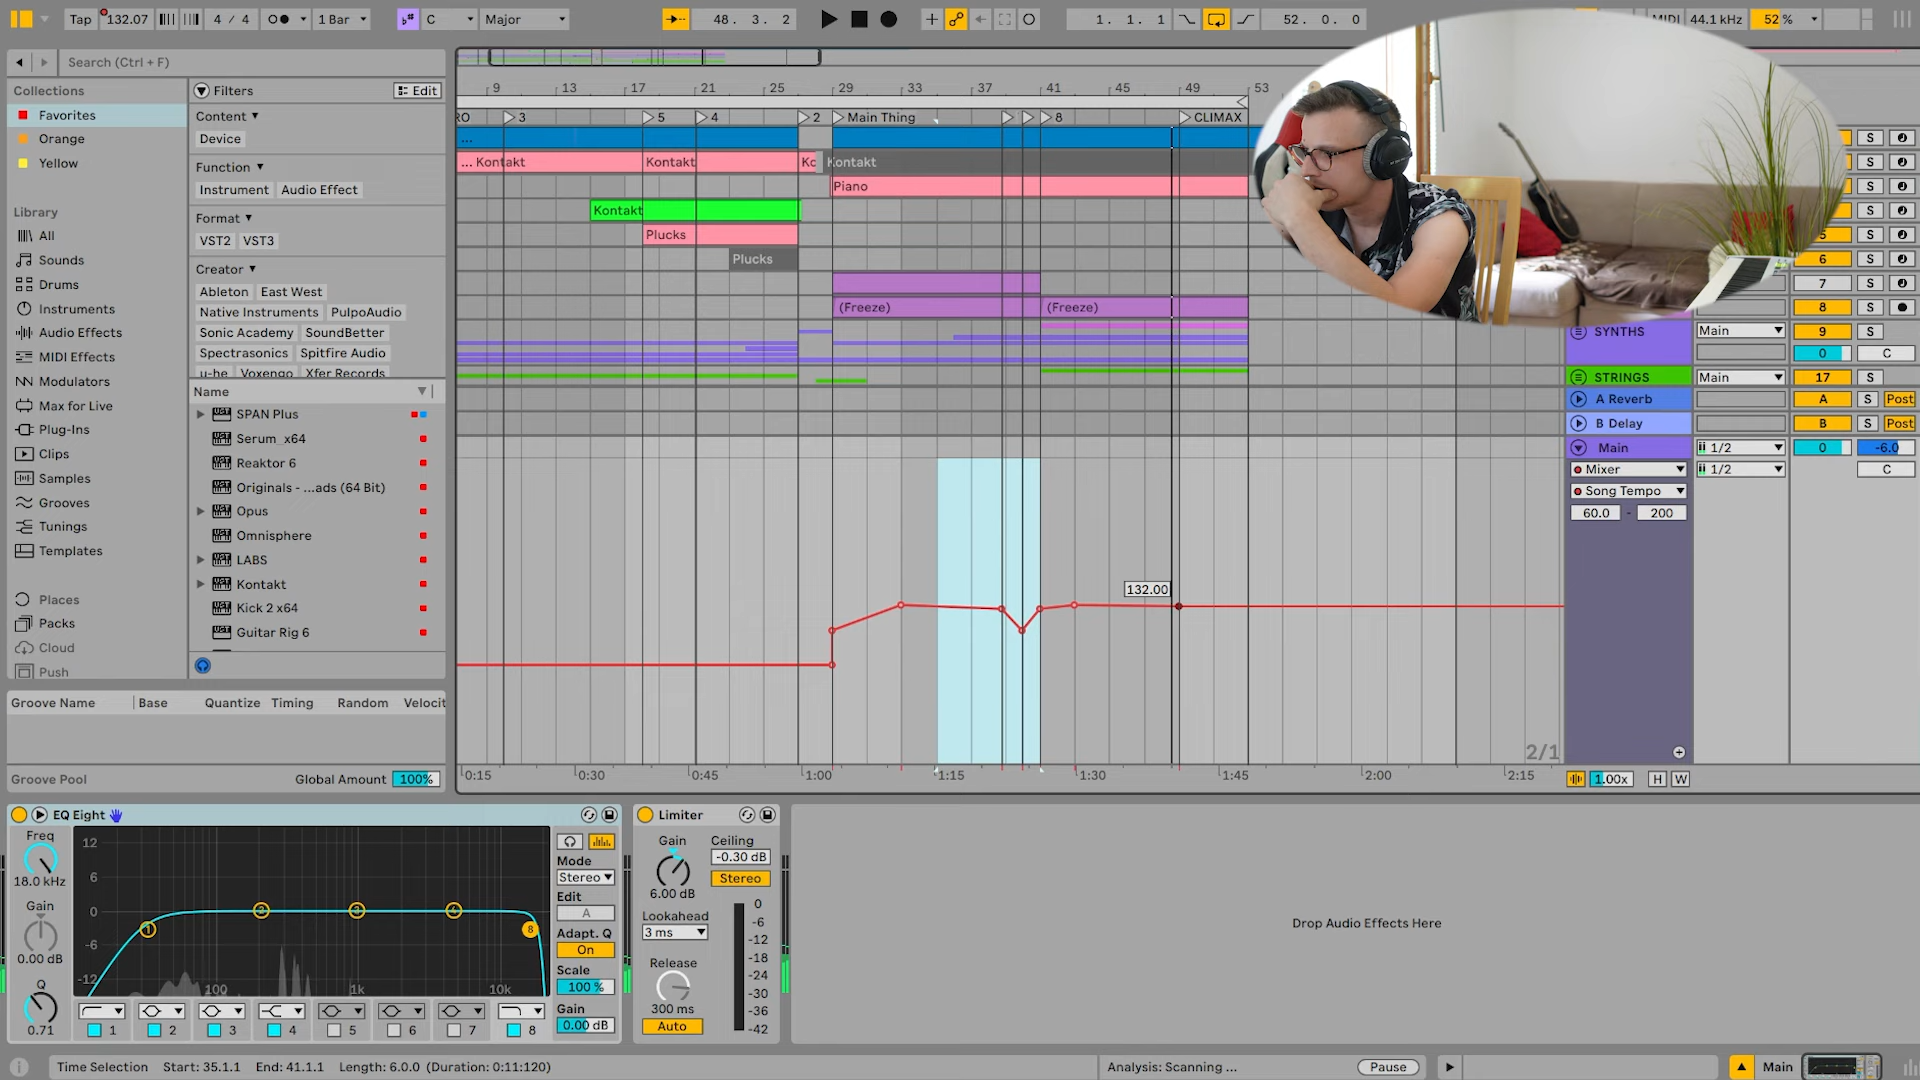 Tap 132.07 4 / 4 1 Bar C Major 48. 3. 2 1. 1. 1 52. 0. 0 MIDI 44.1 kHz 52 %
Search (Ctrl + F)
Collections
Favorites
Orange
Yellow
Library
All
Sounds
Drums
Instruments
Audio Effects
MIDI Effects
Modulators
Max for Live
Plug-Ins
Clips
Samples
Grooves
Tunings
Templates
Places
Packs
Cloud
Push
Filters Edit
Content
Device
Function
Instrument Audio Effect
Format
VST2 VST3
Creator
Ableton East West
Native Instruments PulpoAudio
Sonic Academy SoundBetter
Spectrasonics Spitfire Audio
u-he Voxengo Xfer Records
Name
SPAN Plus
Serum_x64
Reaktor 6
Originals - ...ads (64 Bit)
Opus
Omnisphere
LABS
Kontakt
Kick 2 x64
Guitar Rig 6
Groove Name Base Quantize Timing Random Velocit
Groove Pool Global Amount 100%
9 13 17 21 25 29 33 37 41 45 49 53
RO 3 5 4 2 Main Thing 8 CLIMAX
...
... Kontakt Kontakt Kc Kontakt
Piano
Kontakt
Plucks
Plucks
(Freeze) (Freeze)
132.00
2/1
0:15 0:30 0:45 1:00 1:15 1:30 1:45 2:00 2:15
S
S
S
S
5 S
6 S
7 S
8 S
SYNTHS Main 9 S
0 C
STRINGS Main 17 S
A Reverb A S Post
B Delay B S Post
Main 1/2 0 -6.0
Mixer 1/2 C
Song Tempo
60.0 - 200
1.00x H W
EQ Eight
Freq
18.0 kHz
Gain
0.00 dB
Q
0.71
12
6
0
-6
-12
100 1k 10k
1 2 3 4 8
1 2 3 4 5 6 7 8
Mode
Stereo
Edit
A
Adapt. Q
On
Scale
100 %
Gain
0.00 dB
Limiter
Gain
6.00 dB
Ceiling
-0.30 dB
Stereo
Lookahead
3 ms
Release
300 ms
Auto
0
-6
-12
-18
-24
-30
-36
-42
Drop Audio Effects Here
Time Selection Start: 35.1.1 End: 41.1.1 Length: 6.0.0 (Duration: 0:11:120)
Analysis: Scanning ... Pause
Main